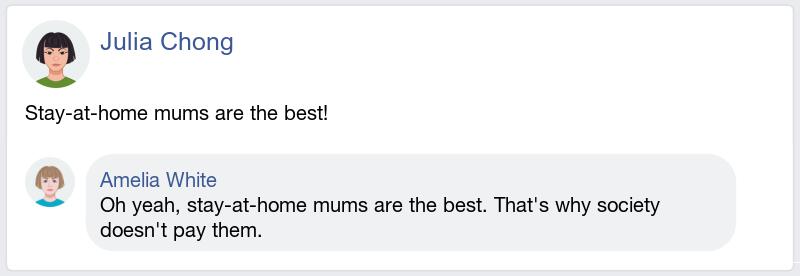 Julia Chong
Stay-at-home mums are the best!
Amelia White
Oh yeah, stay-at-home mums are the best. That's why society
doesn't pay them.